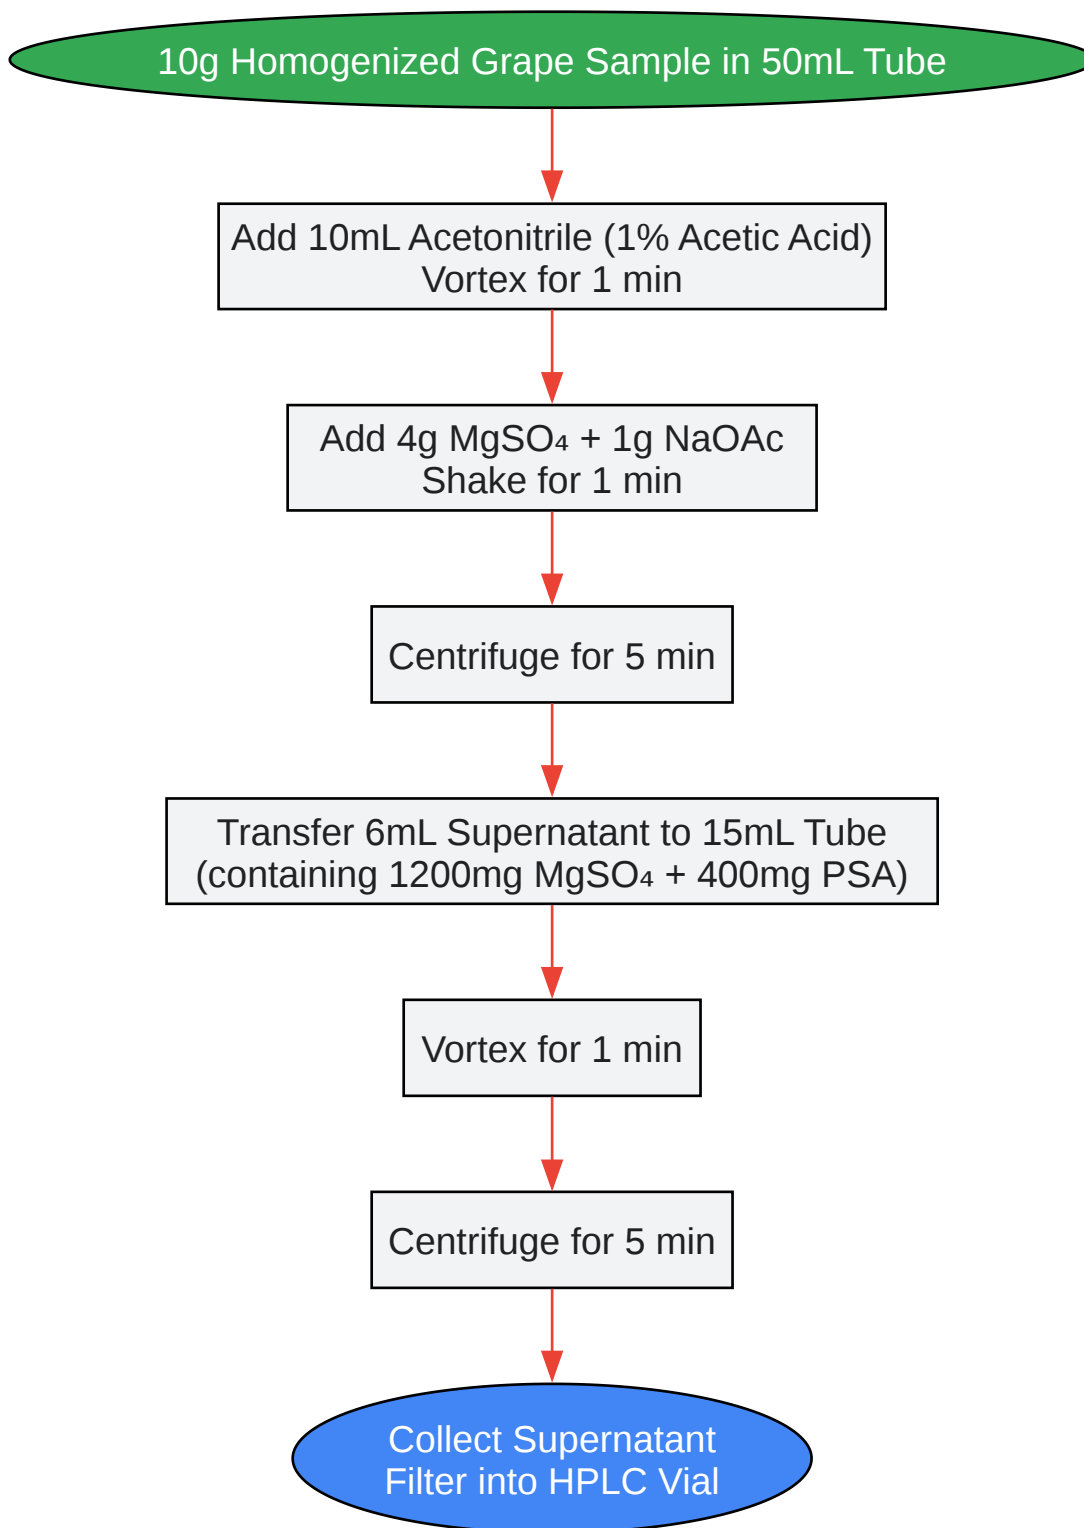 10g Homogenized Grape Sample in 50mL Tube
Add 10mL Acetonitrile (1% Acetic Acid)
Vortex for 1 min
Add 4g MgSO₄ + 1g NaOAc
Shake for 1 min
Centrifuge for 5 min
Transfer 6mL Supernatant to 15mL Tube
(containing 1200mg MgSO₄ + 400mg PSA)
Vortex for 1 min
Centrifuge for 5 min
Collect Supernatant
Filter into HPLC Vial